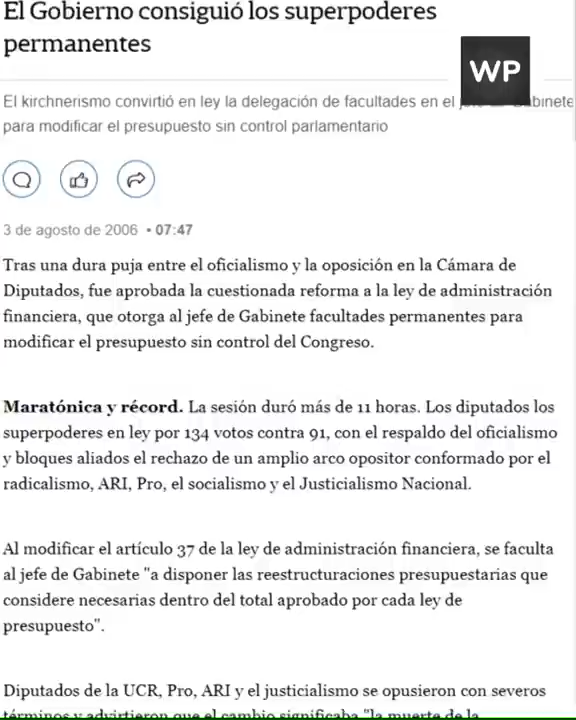 El Gobierno consiguió los superpoderes
permanentes
WP
El kirchnerismo convirtió en ley la delegación de facultades en el
para modificar el presupuesto sin control parlamentario
3 de agosto de 2006 • 07:47
Tras una dura puja entre el oficialismo y la oposición en la Cámara de
Diputados, fue aprobada la cuestionada reforma a la ley de administración
financiera, que otorga al jefe de Gabinete facultades permanentes para
modificar el presupuesto sin control del Congreso.
Maratónica y récord. La sesión duró más de 11 horas. Los diputados los
superpoderes en ley por 134 votos contra 91, con el respaldo del oficialismo
y bloques aliados el rechazo de un amplio arco opositor conformado por el
radicalismo, ARI, Pro, el socialismo y el Justicialismo Nacional.
Al modificar el artículo 37 de la ley de administración financiera, se faculta
al jefe de Gabinete "a disponer las reestructuraciones presupuestarias que
considere necesarias dentro del total aprobado por cada ley de
presupuesto".
Diputados de la UCR, Pro, ARI y el justicialismo se opusieron con severos
términos y advirtieron que el cambio significaba "la muerte de la